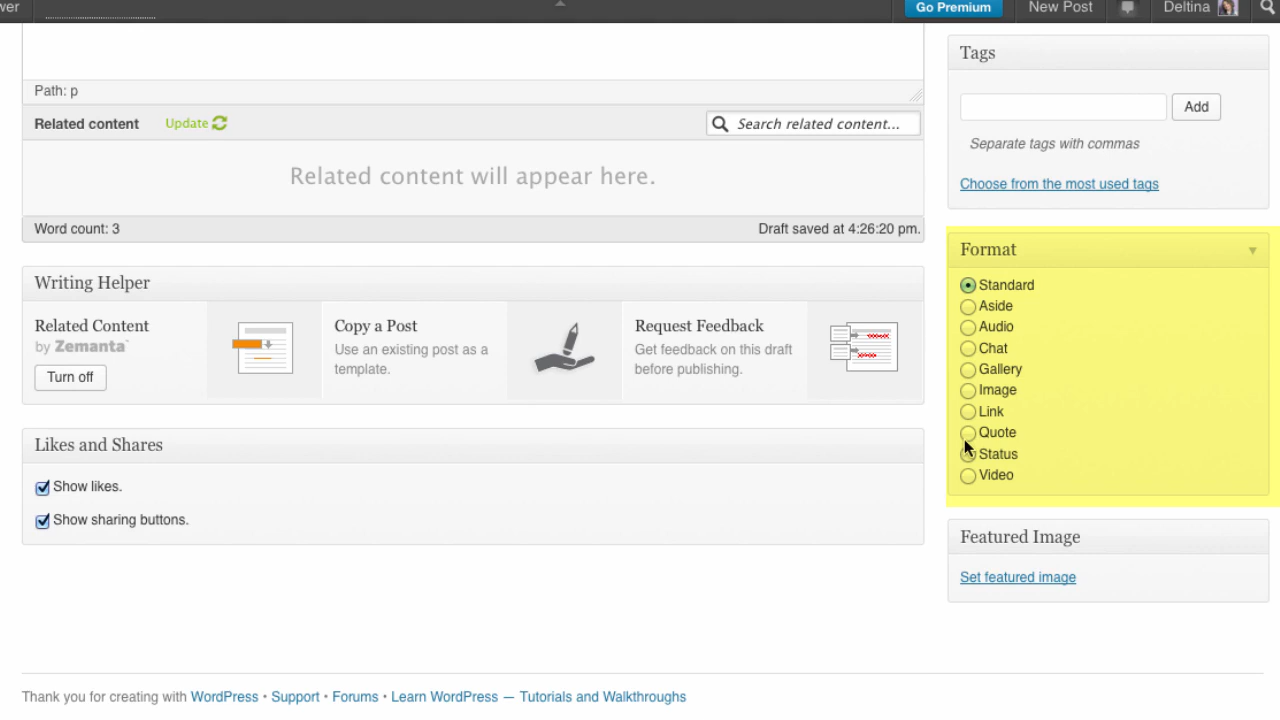 wer
Go Premium
New Post
Deltina
Path: p
Related content
Update
Search related content...
Related content will appear here.
Word count: 3
Draft saved at 4:26:20 pm.
Writing Helper
Related Content
by Zemanta
Turn off
Copy a Post
Use an existing post as a
template.
Request Feedback
Get feedback on this draft
before publishing.
Likes and Shares
Show likes.
Show sharing buttons.
Tags
Add
Separate tags with commas
Choose from the most used tags
Format
Standard
Aside
Audio
Chat
Gallery
Image
Link
Quote
Status
Video
Featured Image
Set featured image
Thank you for creating with WordPress • Support • Forums • Learn WordPress — Tutorials and Walkthroughs